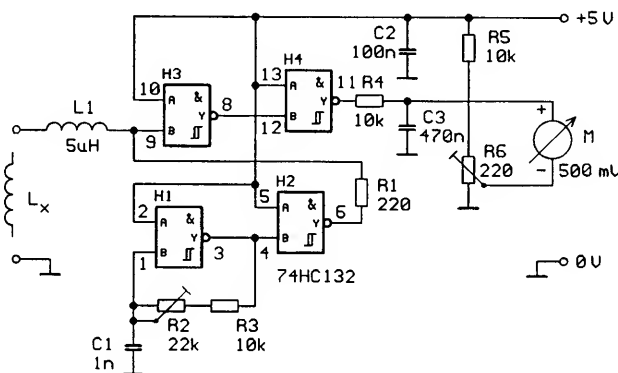 +5V
C2
100n
R5
10k
H3
H4
10
A
&
Y
8
B
9
13
A
&
Y
11
R4
10k
B
12
C3
470n
+
M
-
500 mV
R6
220
L1
5uH
Lx
H1
H2
2
A
&
Y
3
B
1
5
A
&
Y
6
B
4
R1
220
74HC132
0V
R2
22k
R3
10k
C1
1n